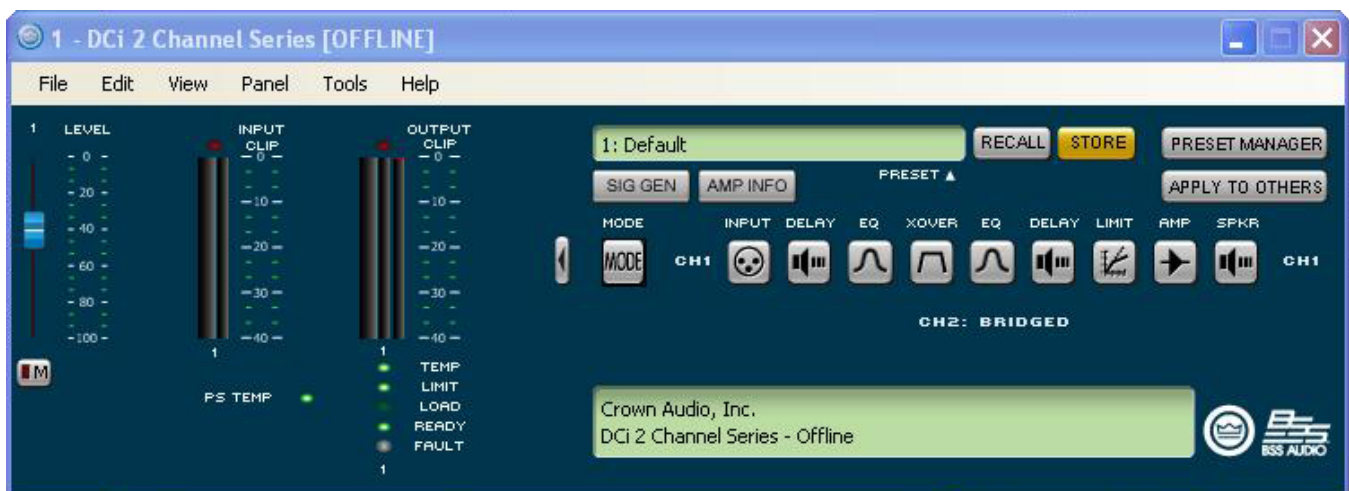 1 - DCi 2 Channel Series [OFFLINE]
File Edit View Panel Tools Help
1 LEVEL
- 0 -
- 20 -
- 40 -
- 60 -
- 80 -
-100-
M
INPUT
CLIP
-0-
-10-
-20-
-30-
-40-
1
PS TEMP
OUTPUT
CLIP
-0-
-10-
-20-
-30-
-40-
1
TEMP
LIMIT
LOAD
READY
FAULT
1
1: Default
RECALL STORE PRESET MANAGER
SIG GEN AMP INFO PRESET ▲ APPLY TO OTHERS
MODE INPUT DELAY EQ XOVER EQ DELAY LIMIT AMP SPKR
MODE CH1 CH1
CH2: BRIDGED
Crown Audio, Inc.
DCi 2 Channel Series - Offline
BSS
BSS AUDIO